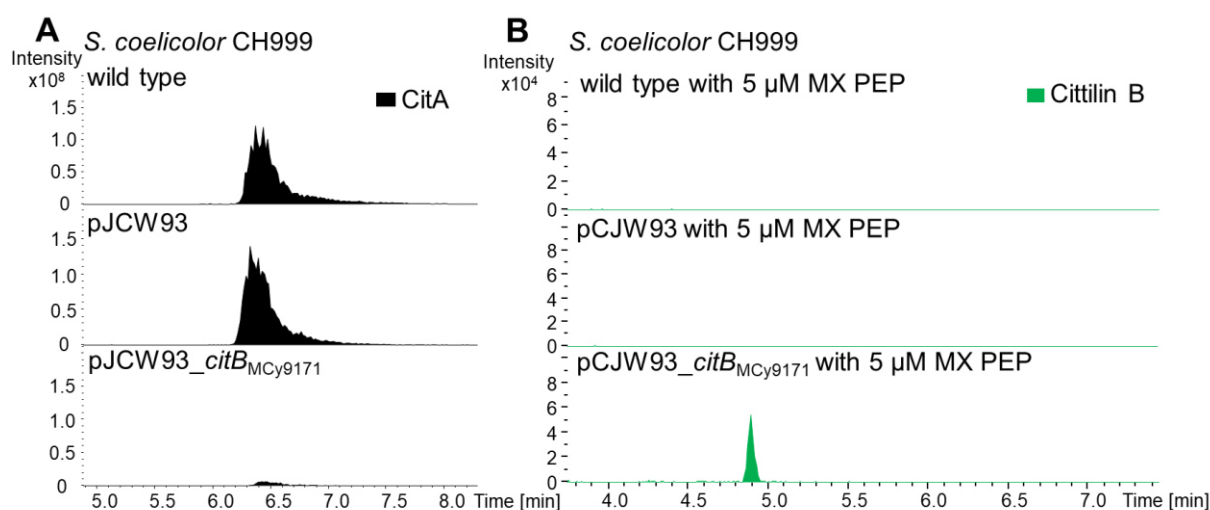 A
S. coelicolor CH999
Intensity
x10⁸
wild type
CitA
1.5
1.0
0.5
0
pJCW93
1.5
1.0
0.5
0
pJCW93_citB MCy9171
1.5
1.0
0.5
0
5.0 5.5 6.0 6.5 7.0 7.5 8.0 Time [min]
B
S. coelicolor CH999
Intensity
x10⁴
wild type with 5 µM MX PEP
Cittilin B
8
6
4
2
0
pCJW93 with 5 µM MX PEP
8
6
4
2
0
pCJW93_citB MCy9171 with 5 µM MX PEP
8
6
4
2
0
4.0 4.5 5.0 5.5 6.0 6.5 7.0 Time [min]